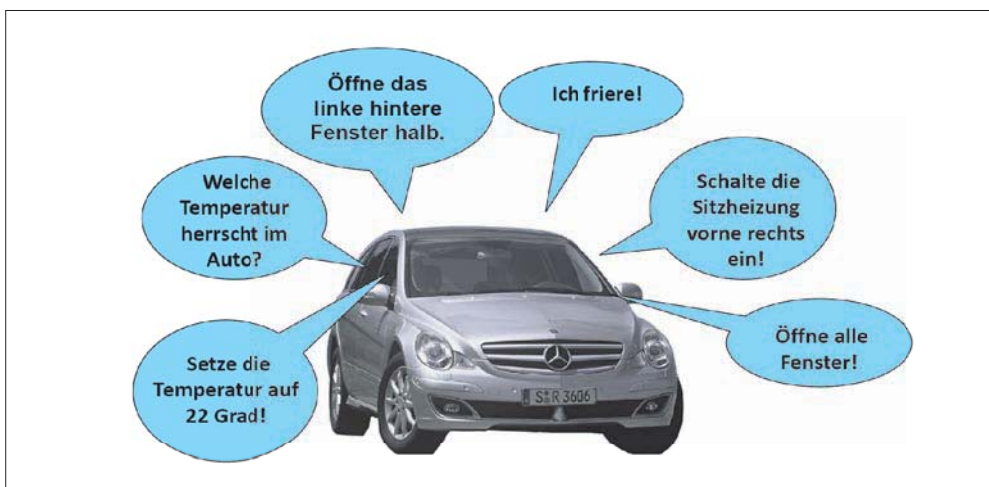 Öffne das
linke hintere
Fenster halb.
Ich friere!
Welche
Temperatur
herrscht im
Auto?
Schalte die
Sitzheizung
vorne rechts
ein!
Setze die
Temperatur auf
22 Grad!
Öffne alle
Fenster!
S R 3606